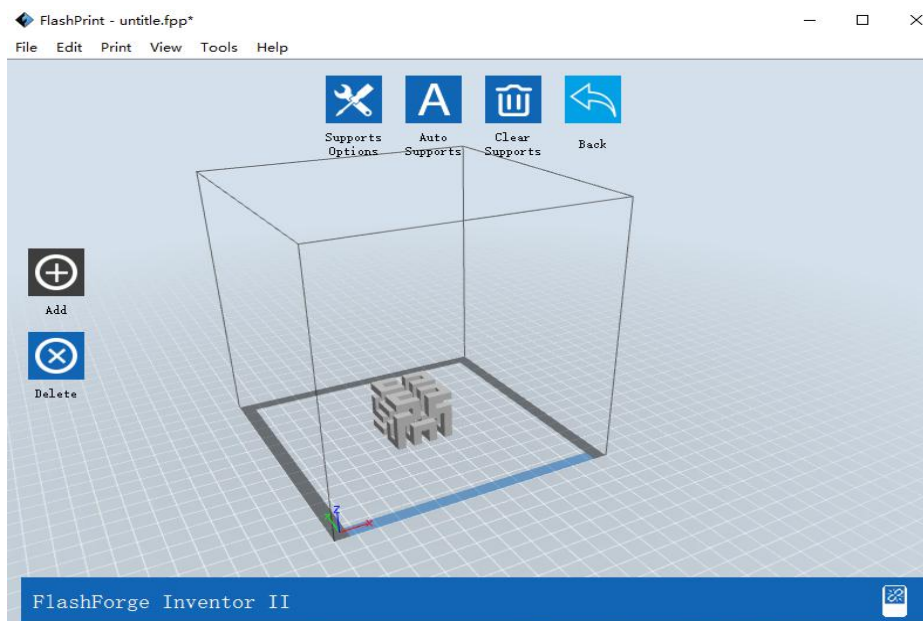 FlashPrint - untitle.fpp*
File Edit Print View Tools Help
Supports Options
Auto Supports
Clear Supports
Back
Add
Delete
Z
X
FlashForge Inventor II